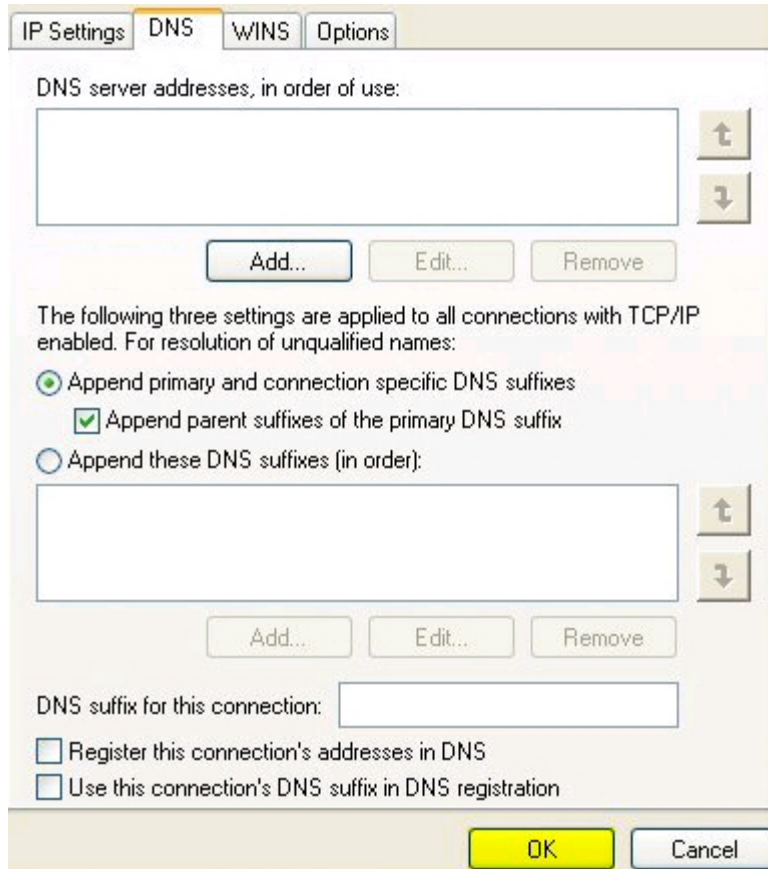 IP Settings DNS WINS Options
DNS server addresses, in order of use:
Add... Edit... Remove
The following three settings are applied to all connections with TCP/IP
enabled. For resolution of unqualified names:
Append primary and connection specific DNS suffixes
Append parent suffixes of the primary DNS suffix
Append these DNS suffixes (in order):
Add... Edit... Remove
DNS suffix for this connection:
Register this connection's addresses in DNS
Use this connection's DNS suffix in DNS registration
OK Cancel